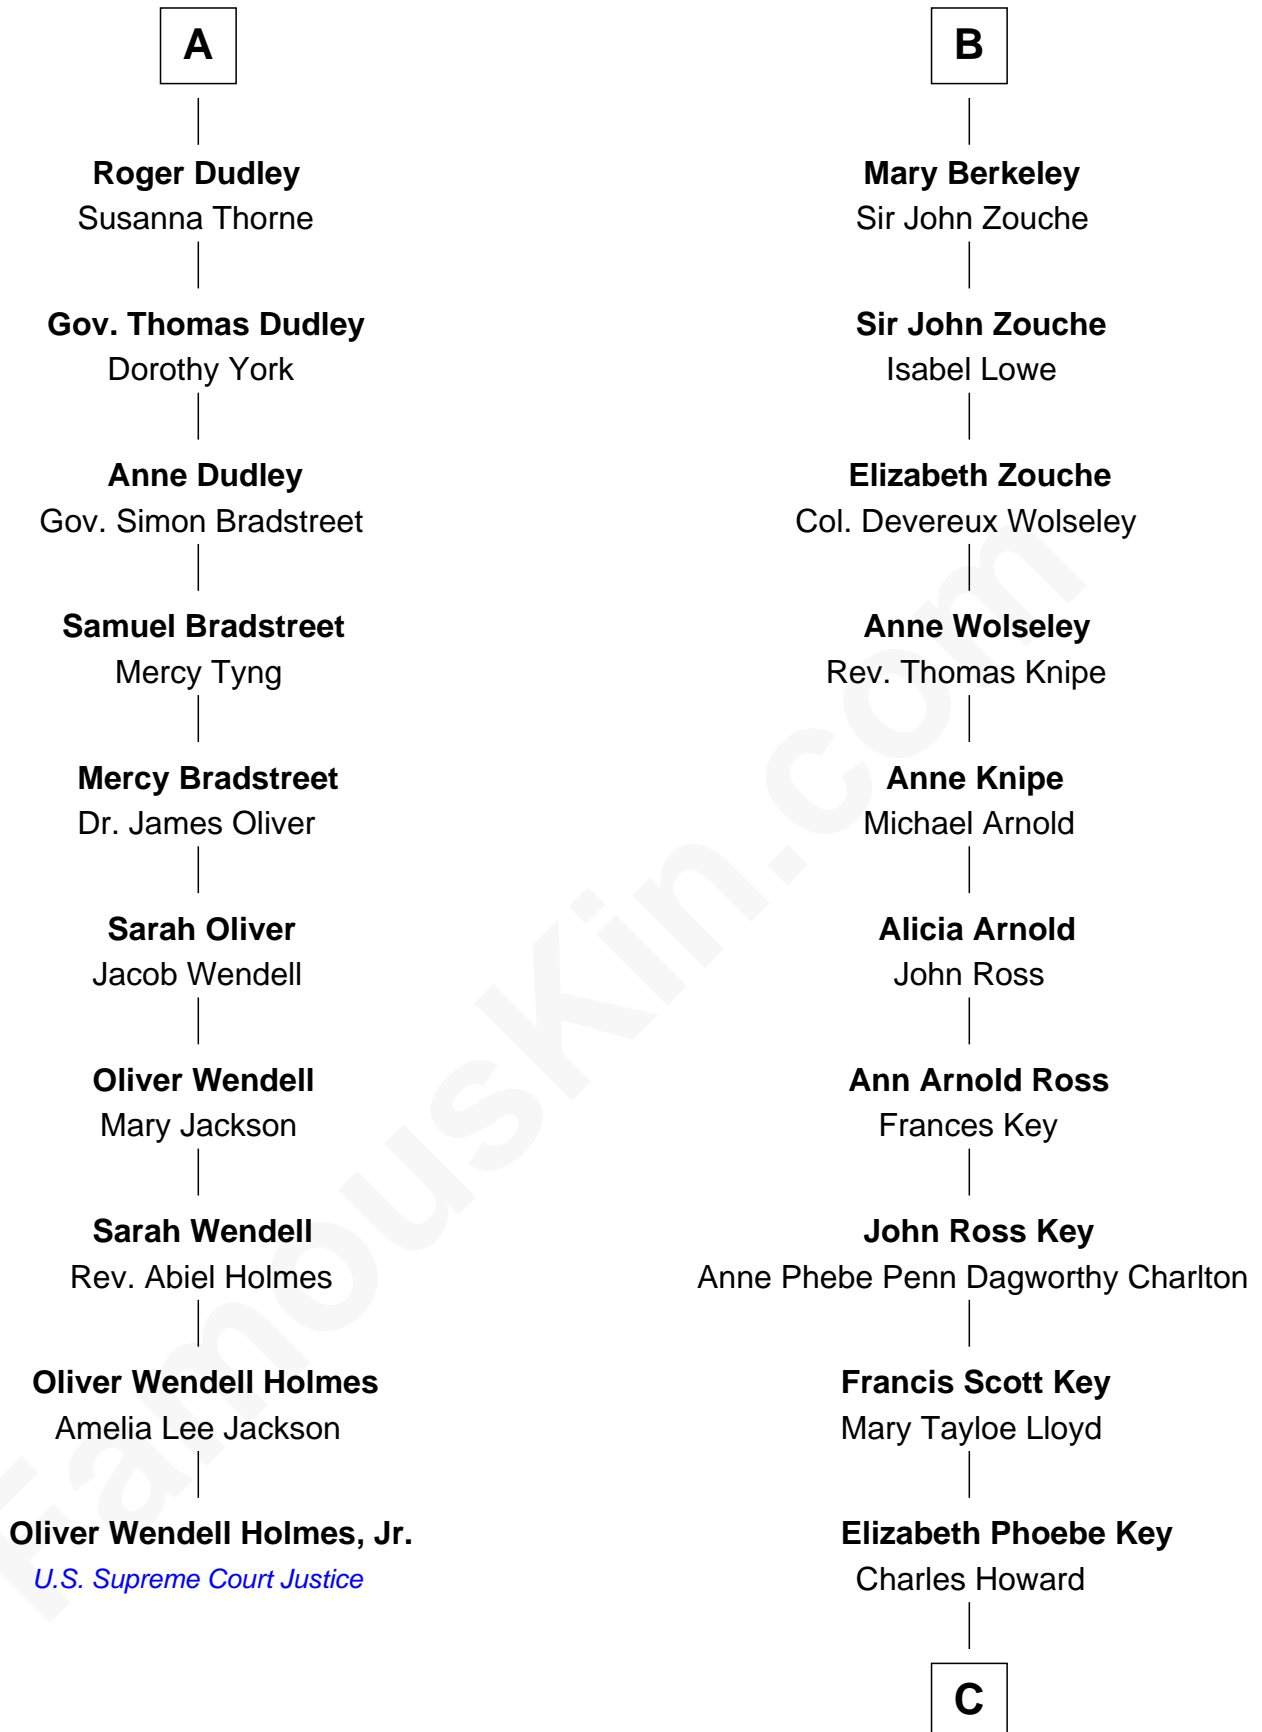 A
Roger Dudley
Susanna Thorne
Gov. Thomas Dudley
Dorothy York
Anne Dudley
Gov. Simon Bradstreet
Samuel Bradstreet
Mercy Tyng
Mercy Bradstreet
Dr. James Oliver
Sarah Oliver
Jacob Wendell
Oliver Wendell
Mary Jackson
Sarah Wendell
Rev. Abiel Holmes
Oliver Wendell Holmes
Amelia Lee Jackson
Oliver Wendell Holmes, Jr.
U.S. Supreme Court Justice
B
Mary Berkeley
Sir John Zouche
Sir John Zouche
Isabel Lowe
Elizabeth Zouche
Col. Devereux Wolseley
Anne Wolseley
Rev. Thomas Knipe
Anne Knipe
Michael Arnold
Alicia Arnold
John Ross
Ann Arnold Ross
Frances Key
John Ross Key
Anne Phebe Penn Dagworthy Charlton
Francis Scott Key
Mary Tayloe Lloyd
Elizabeth Phoebe Key
Charles Howard
C
FamousKin.com